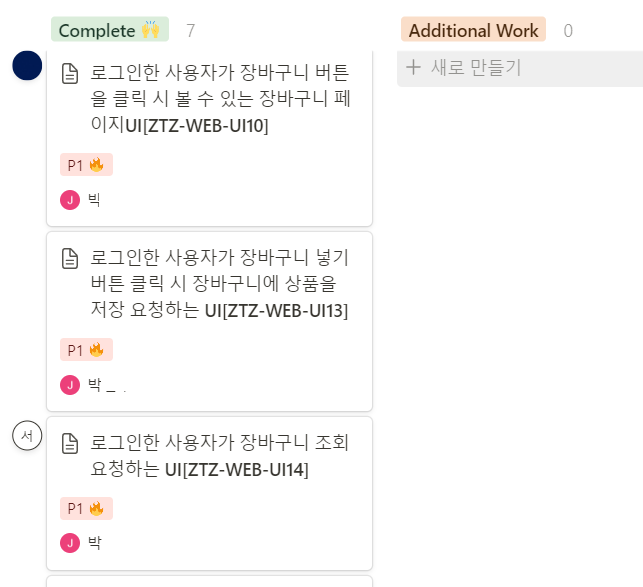 Complete 🙌 7
Additional Work 0
+ 새로 만들기
로그인한 사용자가 장바구니 버튼
을 클릭 시 볼 수 있는 장바구니 페
이지UI[ZTZ-WEB-UI10]
P1 🔥
J 빅
로그인한 사용자가 장바구니 넣기
버튼 클릭 시 장바구니에 상품을
저장 요청하는 UI[ZTZ-WEB-UI13]
P1 🔥
J 박
서
로그인한 사용자가 장바구니 조회
요청하는 UI[ZTZ-WEB-UI14]
P1 🔥
J 박